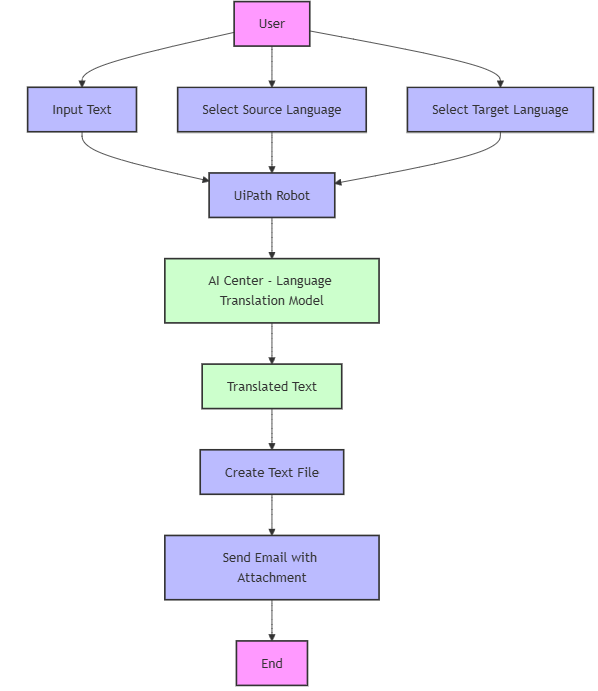 User
Input Text
Select Source Language
Select Target Language
UiPath Robot
AI Center - Language
Translation Model
Translated Text
Create Text File
Send Email with
Attachment
End